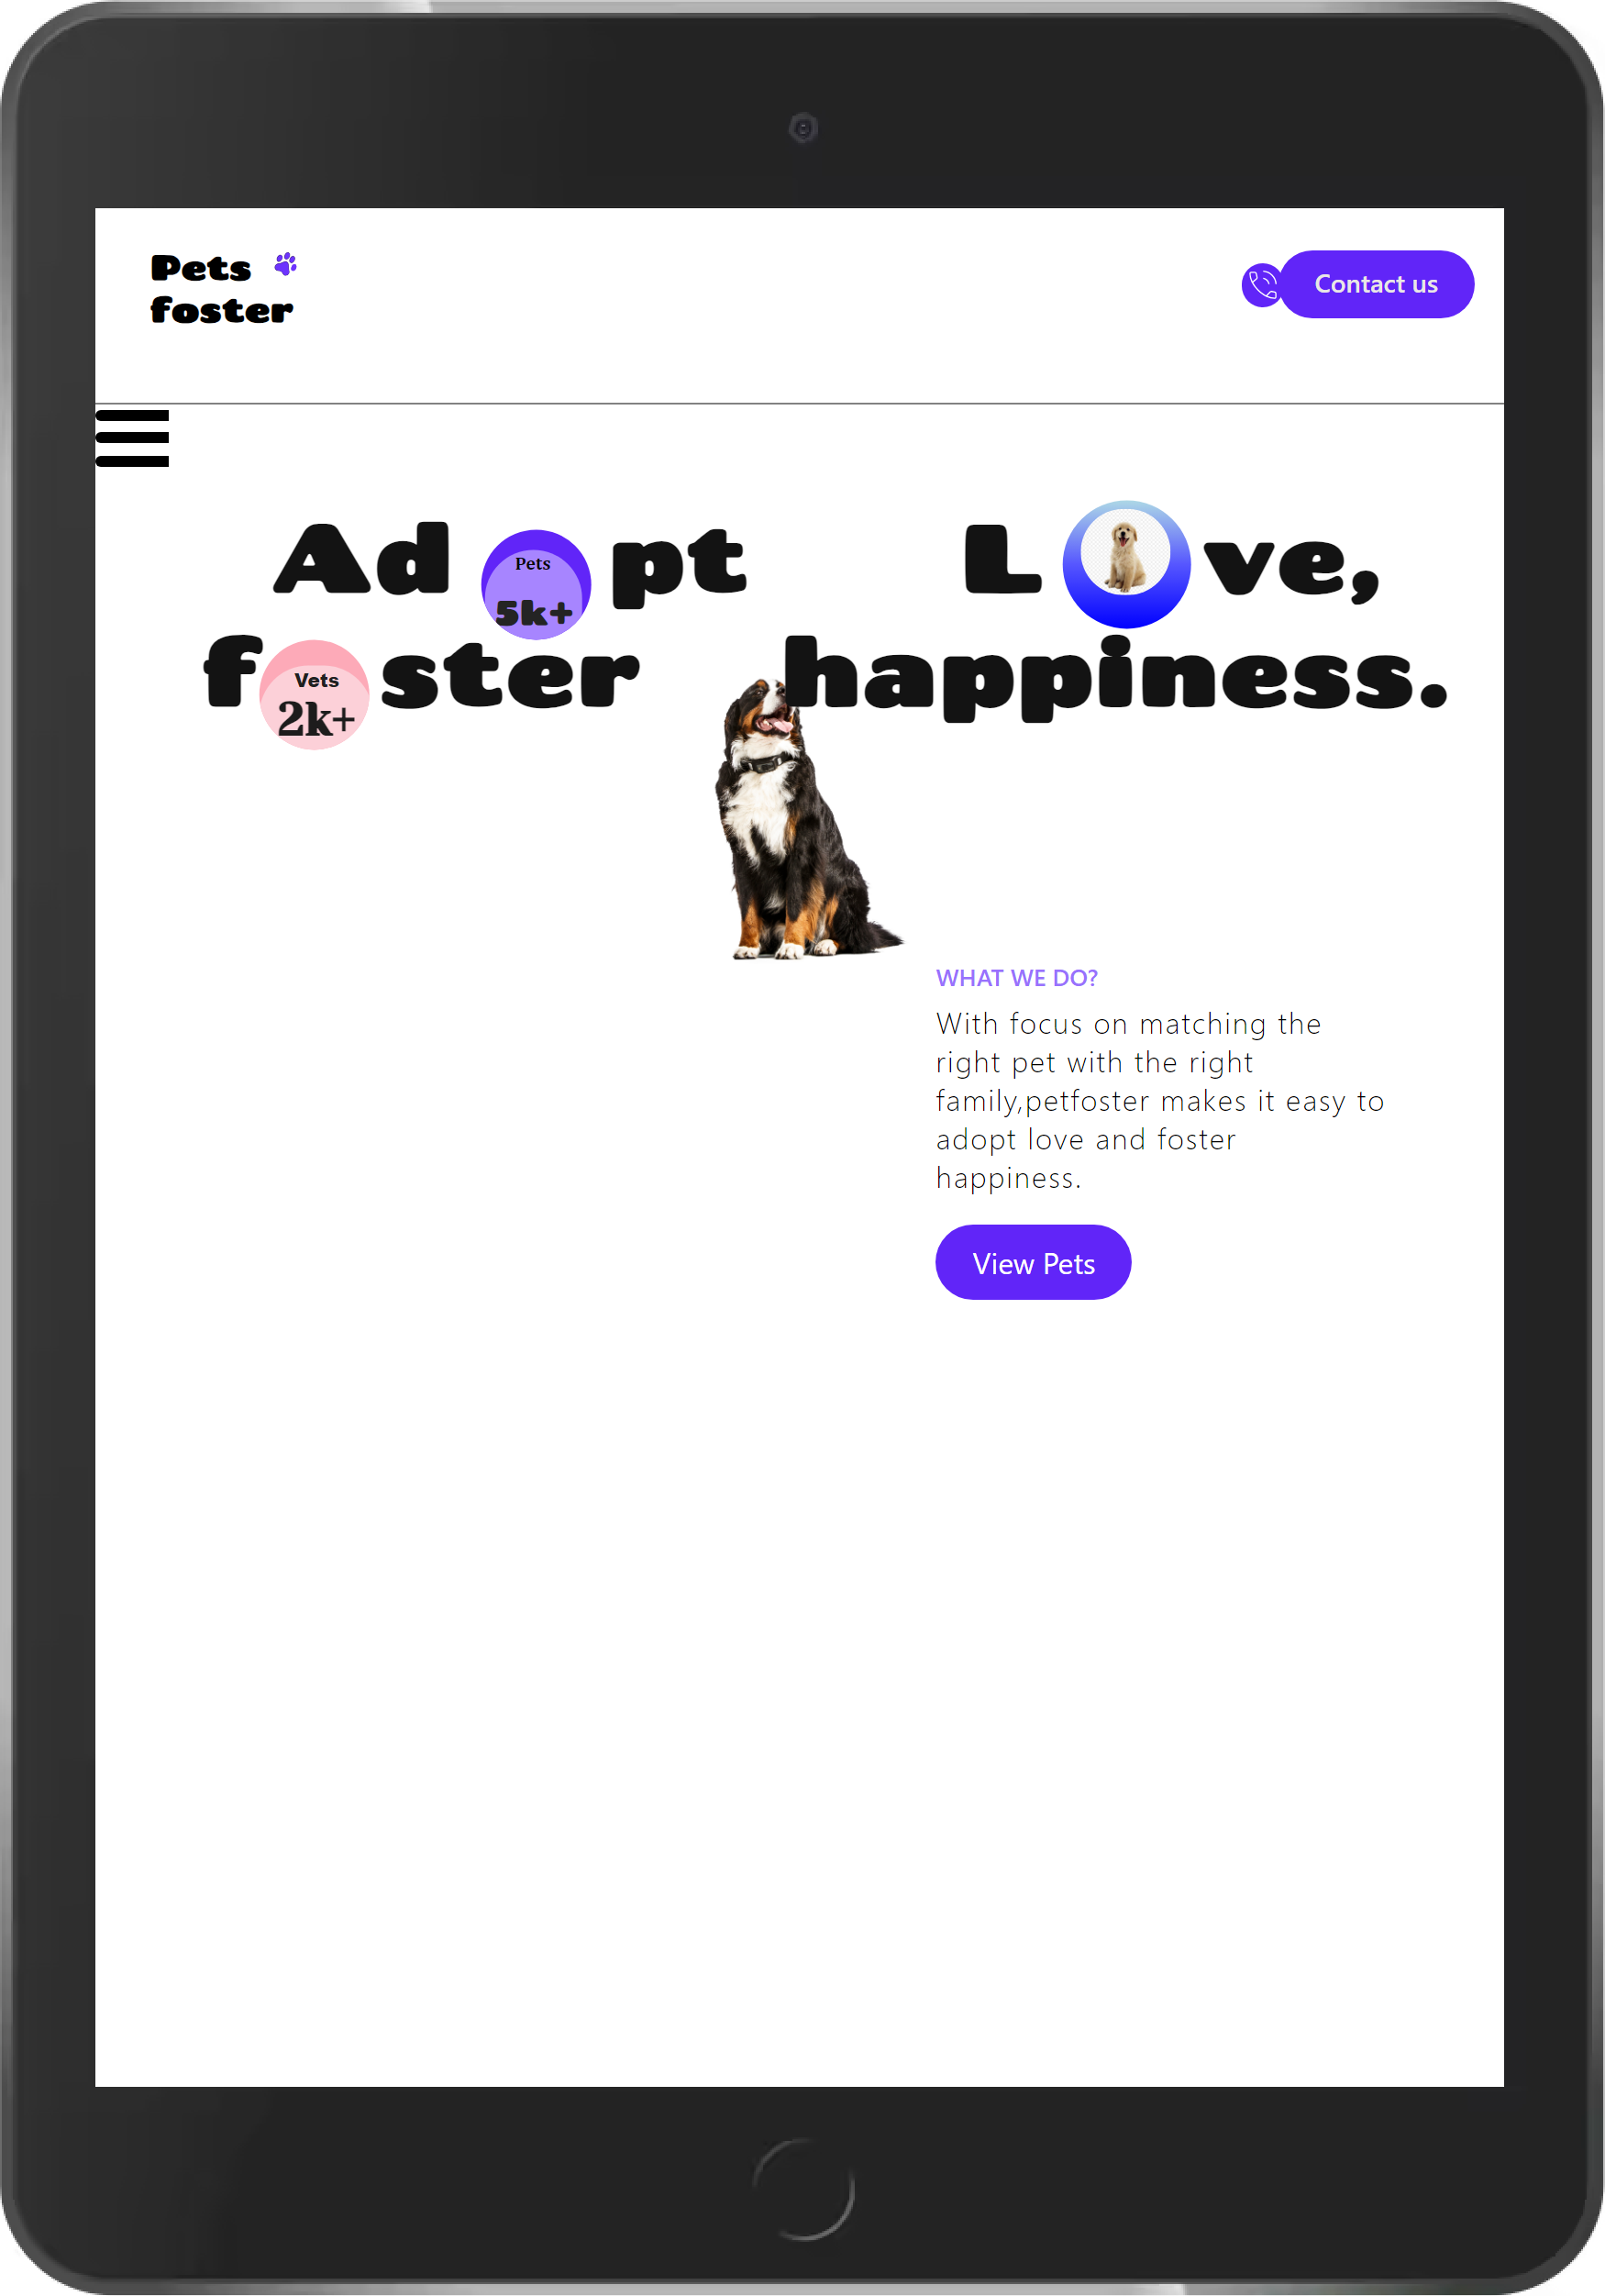 Pets
foster
Contact us
Ad pt L ve,
Pets
5k+
f ster happiness.
Vets
2k+
WHAT WE DO?
With focus on matching the
right pet with the right
family,petfoster makes it easy to
adopt love and foster
happiness.
View Pets